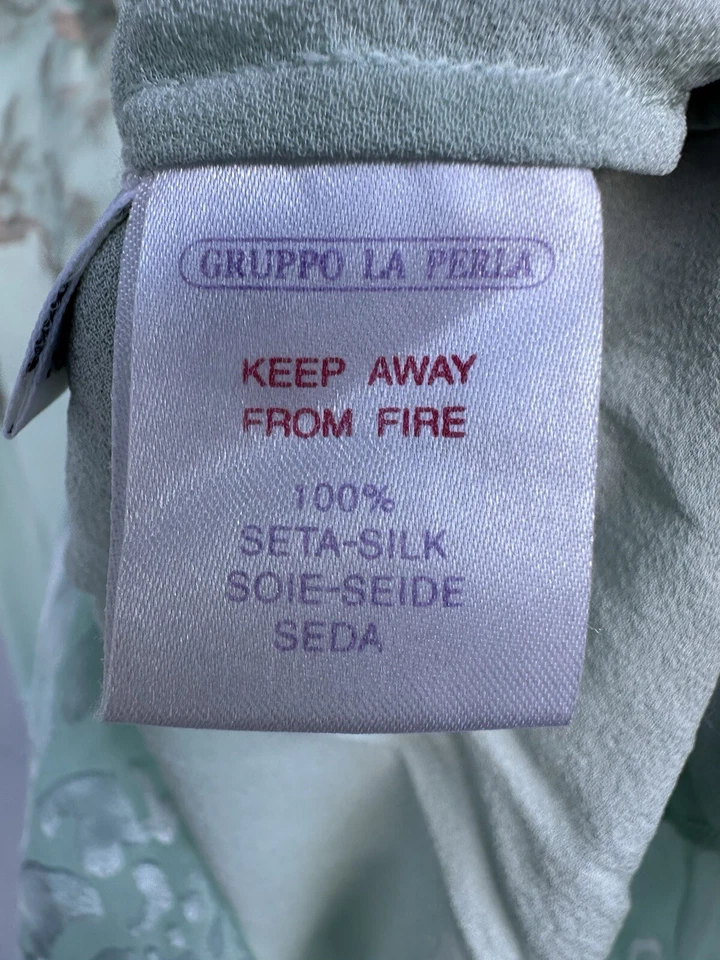 GRUPPO LA PERLA
KEEP AWAY
FROM FIRE
100%
SETA-SILK
SOIE-SEIDE
SEDA